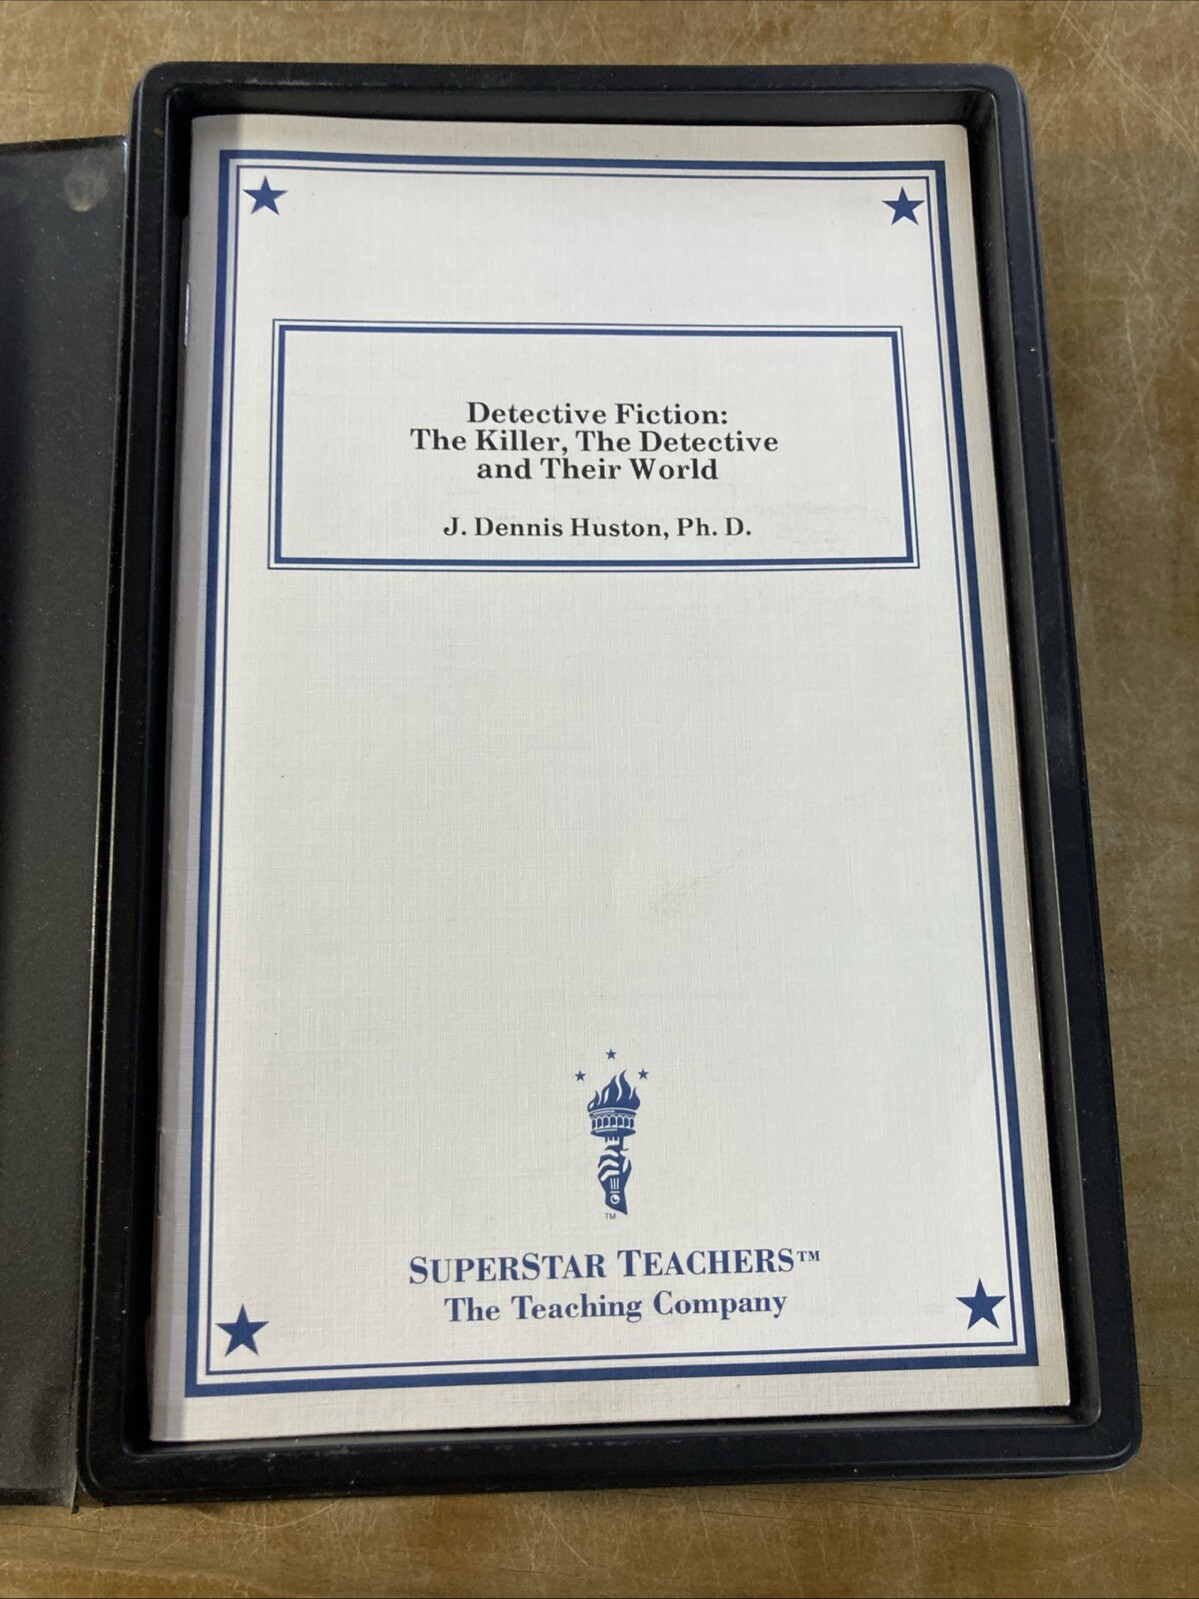 Detective Fiction:
The Killer, The Detective
and Their World
J. Dennis Huston, Ph. D.
TM
SUPERSTAR TEACHERS™
The Teaching Company